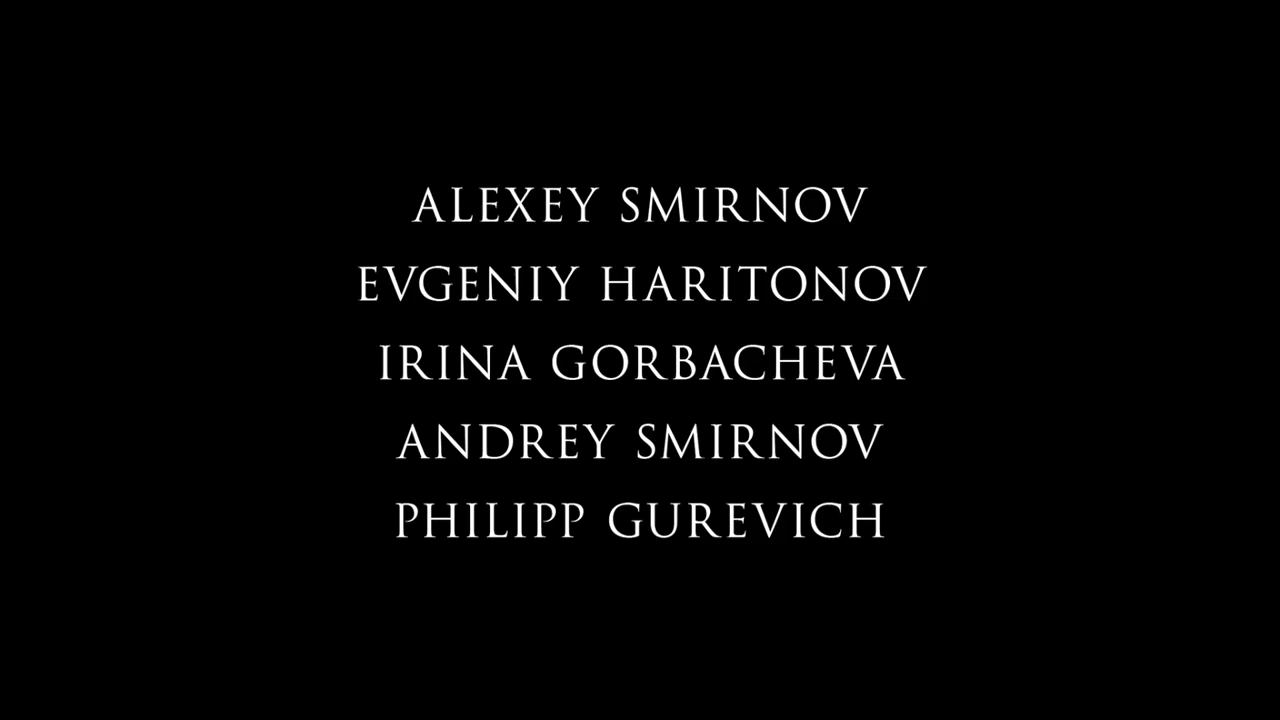 ALEXEY SMIRNOV
EVGENIY HARITONOV
IRINA GORBACHEVA
ANDREY SMIRNOV
PHILIPP GUREVICH